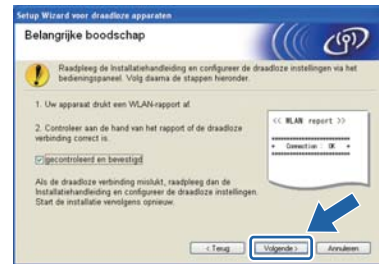 Setup Wizard voor draadloze apparaten
Belangrijke boodschap
Raadpleeg de Installatiehandleiding en configureer de draadloze instellingen via het
bedieningspaneel. Volg daarna de stappen hieronder.
1. Uw apparaat drukt een WLAN-rapport af.
2. Controleer aan de hand van het rapport of de draadloze
verbinding correct is.
gecontroleerd en bevestigd
Als de draadloze verbinding mislukt, raadpleeg dan de
Installatiehandleiding en configureer de draadloze instellingen.
Start de installatie vervolgens opnieuw.
<< WLAN report >>
* Connection : OK *
< Terug
Volgende >
Annuleren